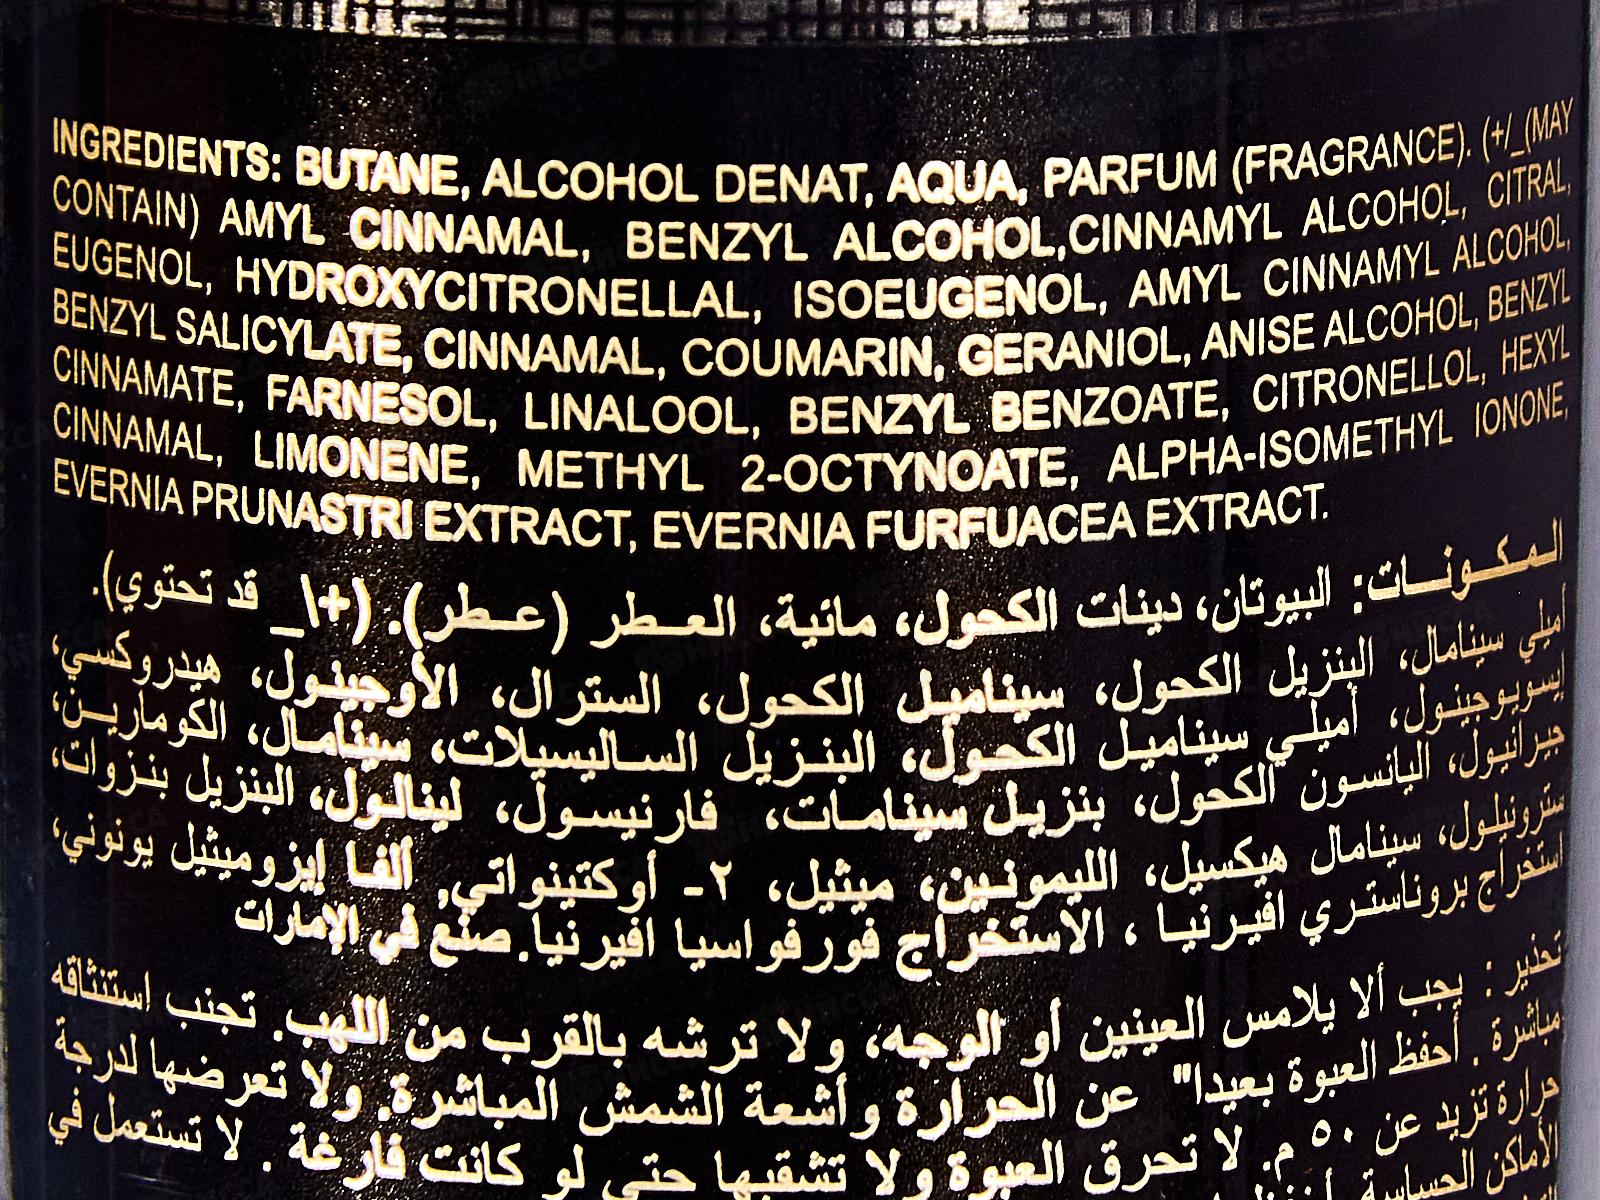 INGREDIENTS: BUTANE, ALCOHOL DENAT, AQUA, PARFUM (FRAGRANCE). (+/_(MAY
CONTAIN) AMYL CINNAMAL, BENZYL ALCOHOL,CINNAMYL ALCOHOL, CITRAL,
EUGENOL, HYDROXYCITRONELLAL, ISOEUGENOL, AMYL CINNAMYL ALCOHOL,
BENZYL SALICYLATE, CINNAMAL, COUMARIN, GERANIOL, ANISE ALCOHOL, BENZYL
CINNAMATE, FARNESOL, LINALOOL, BENZYL BENZOATE, CITRONELLOL, HEXYL
CINNAMAL, LIMONENE, METHYL 2-OCTYNOATE, ALPHA-ISOMETHYL IONONE,
EVERNIA PRUNASTRI EXTRACT, EVERNIA FURFUACEA EXTRACT.
المكونات: البيوتان، دينات الكحول، مائية، العطر (عطر). (+\_ قد تحتوي).
أميلي سينامال، البنزيل الكحول، سيناميل الكحول، السترال، الأوجينول، هيدروكسي،
إيسويوجينول، أميلي سيناميل الكحول، البنزيل الساليسيلات، سينامال، الكومارين،
جيرانيول، اليانسون الكحول، بنزيل سينامات، فارنيسول، لينالول، البنزيل بنزوات،
سترونيلول، سينامال هيكسيل، الليمونين، ميثيل، ٢- أوكتينواتي, ألفا إيزوميثيل يونوني،
استخراج بروناستري افيرنيا ، الاستخراج فورفواسيا افيرنيا. صنع في الإمارات
تحذير : يجب ألا يلامس العينين أو الوجه، ولا ترشه بالقرب من اللهب. تجنب استنثاقه
مباشرة . أحفظ العبوة بعيدا" عن الحرارة وأشعة الشمش المباشرة. ولا تعرضها لدرجة
حرارة تزيد عن ٥٠ م. لا تحرق العبوة ولا تشقبها حتى لو كانت فارغة . لا تستعمل في
الأماكن الحساسية.